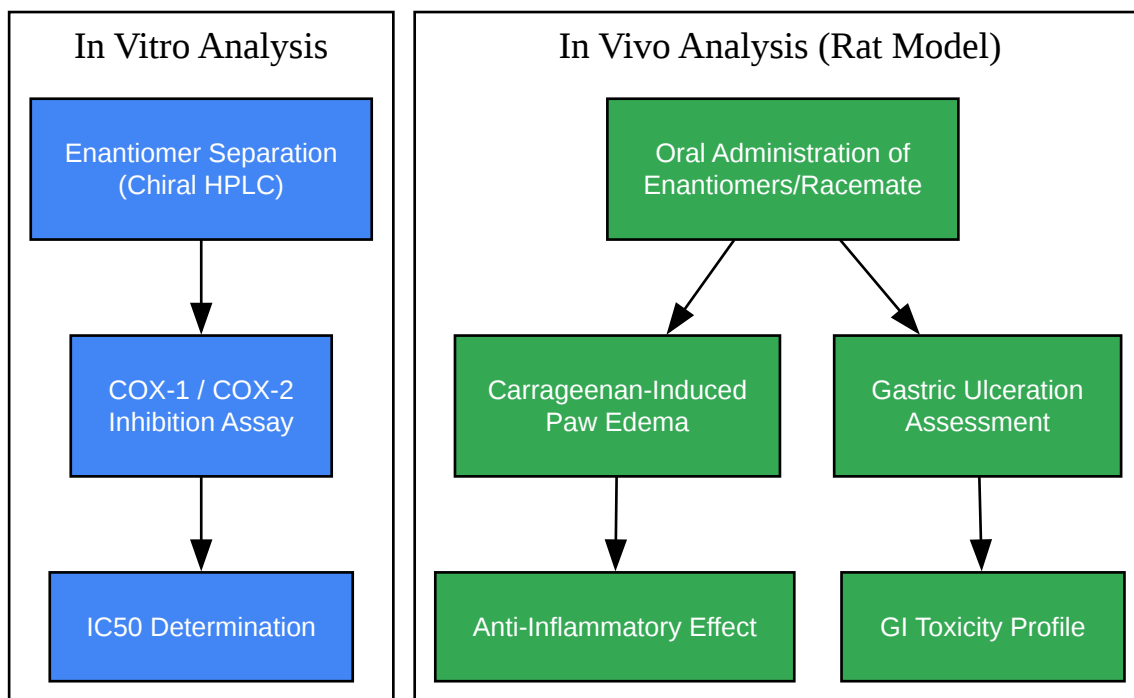 In Vitro Analysis
Enantiomer Separation
(Chiral HPLC)
COX-1 / COX-2
Inhibition Assay
IC50 Determination
In Vivo Analysis (Rat Model)
Oral Administration of
Enantiomers/Racemate
Carrageenan-Induced
Paw Edema
Gastric Ulceration
Assessment
Anti-Inflammatory Effect
GI Toxicity Profile